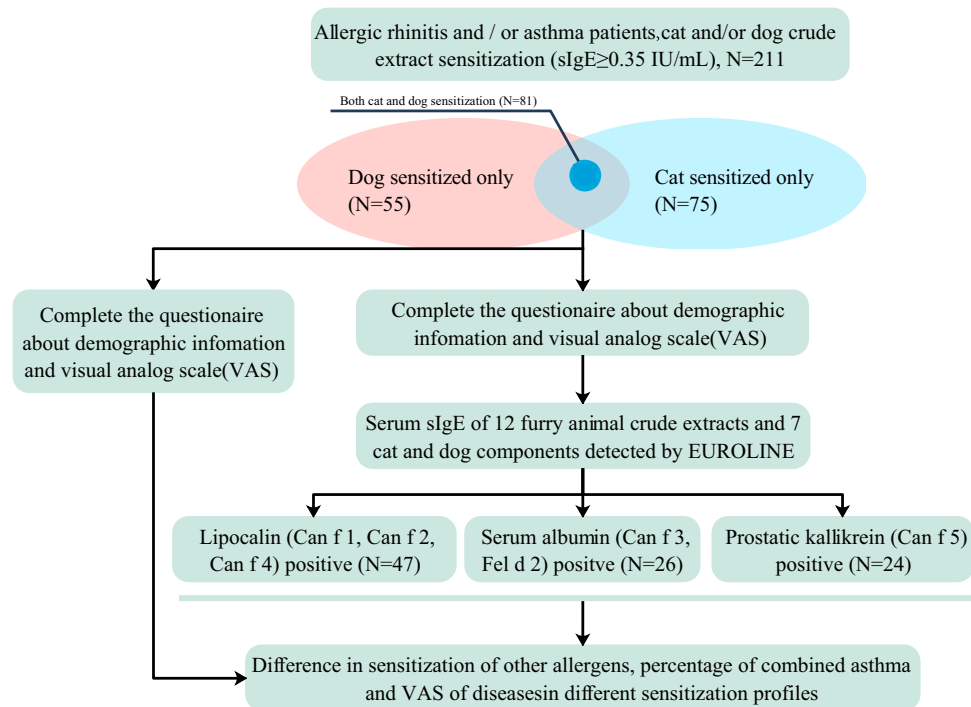 Allergic rhinitis and / or asthma patients,cat and/or dog crude
extract sensitization (sIgE≥0.35 IU/mL), N=211
Both cat and dog sensitization (N=81)
Dog sensitized only
(N=55)
Cat sensitized only
(N=75)
Complete the questionaire
about demographic infomation
and visual analog scale(VAS)
Complete the questionaire about demographic
infomation and visual analog scale(VAS)
Serum sIgE of 12 furry animal crude extracts and 7
cat and dog components detected by EUROLINE
Lipocalin (Can f 1, Can f 2,
Can f 4) positive (N=47)
Serum albumin (Can f 3,
Fel d 2) positve (N=26)
Prostatic kallikrein (Can f 5)
positive (N=24)
Difference in sensitization of other allergens, percentage of combined asthma
and VAS of diseasesin different sensitization profiles